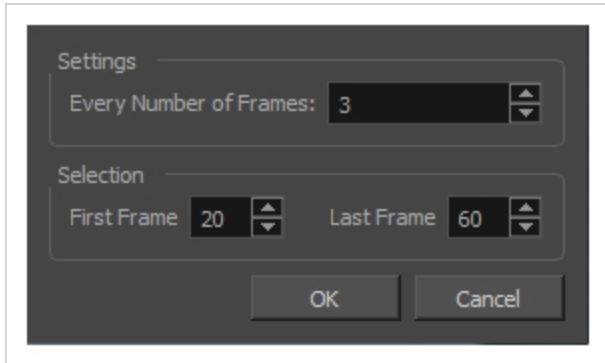 Settings
Every Number of Frames: 3
Selection
First Frame 20 Last Frame 60
OK Cancel